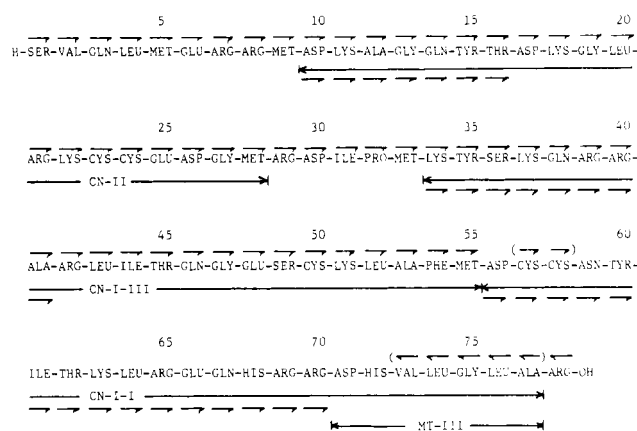 5 10 15 20
H-SER-VAL-GLN-LEU-MET-GLU-ARG-ARG-MET-ASP-LYS-ALA-GLY-GLN-TYR-THR-ASP-LYS-GLY-LEU-
25 30 35 40
ARG-LYS-CYS-CYS-GLU-ASP-GLY-MET-ARG-ASP-ILE-PRO-MET-LYS-TYR-SER-LYS-GLN-ARG-ARG-
CN-II
45 50 55 60
ALA-ARG-LEU-ILE-THR-GLN-GLY-GLU-SER-CYS-LYS-LEU-ALA-PHE-MET-ASP-CYS-CYS-ASN-TYR-
CN-I-III
65 70 75
ILE-THR-LYS-LEU-ARG-GLU-GLN-HIS-ARG-ARG-ASP-HIS-VAL-LEU-GLY-LEU-ALA-ARG-OH
CN-I-I
MT-III